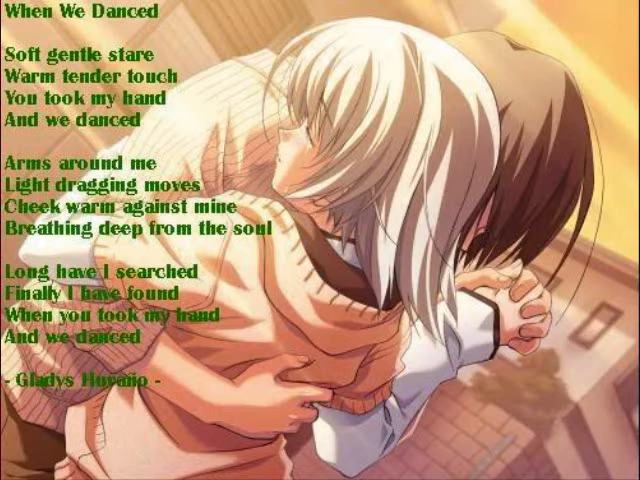 When We Danced
Soft gentle stare
Warm tender touch
You took my hand
And we danced
Arms around me
Light dragging moves
Cheek warm against mine
Breathing deep from the soul
Long have I searched
Finally I have found
When you took my hand
And we danced
- Gladys